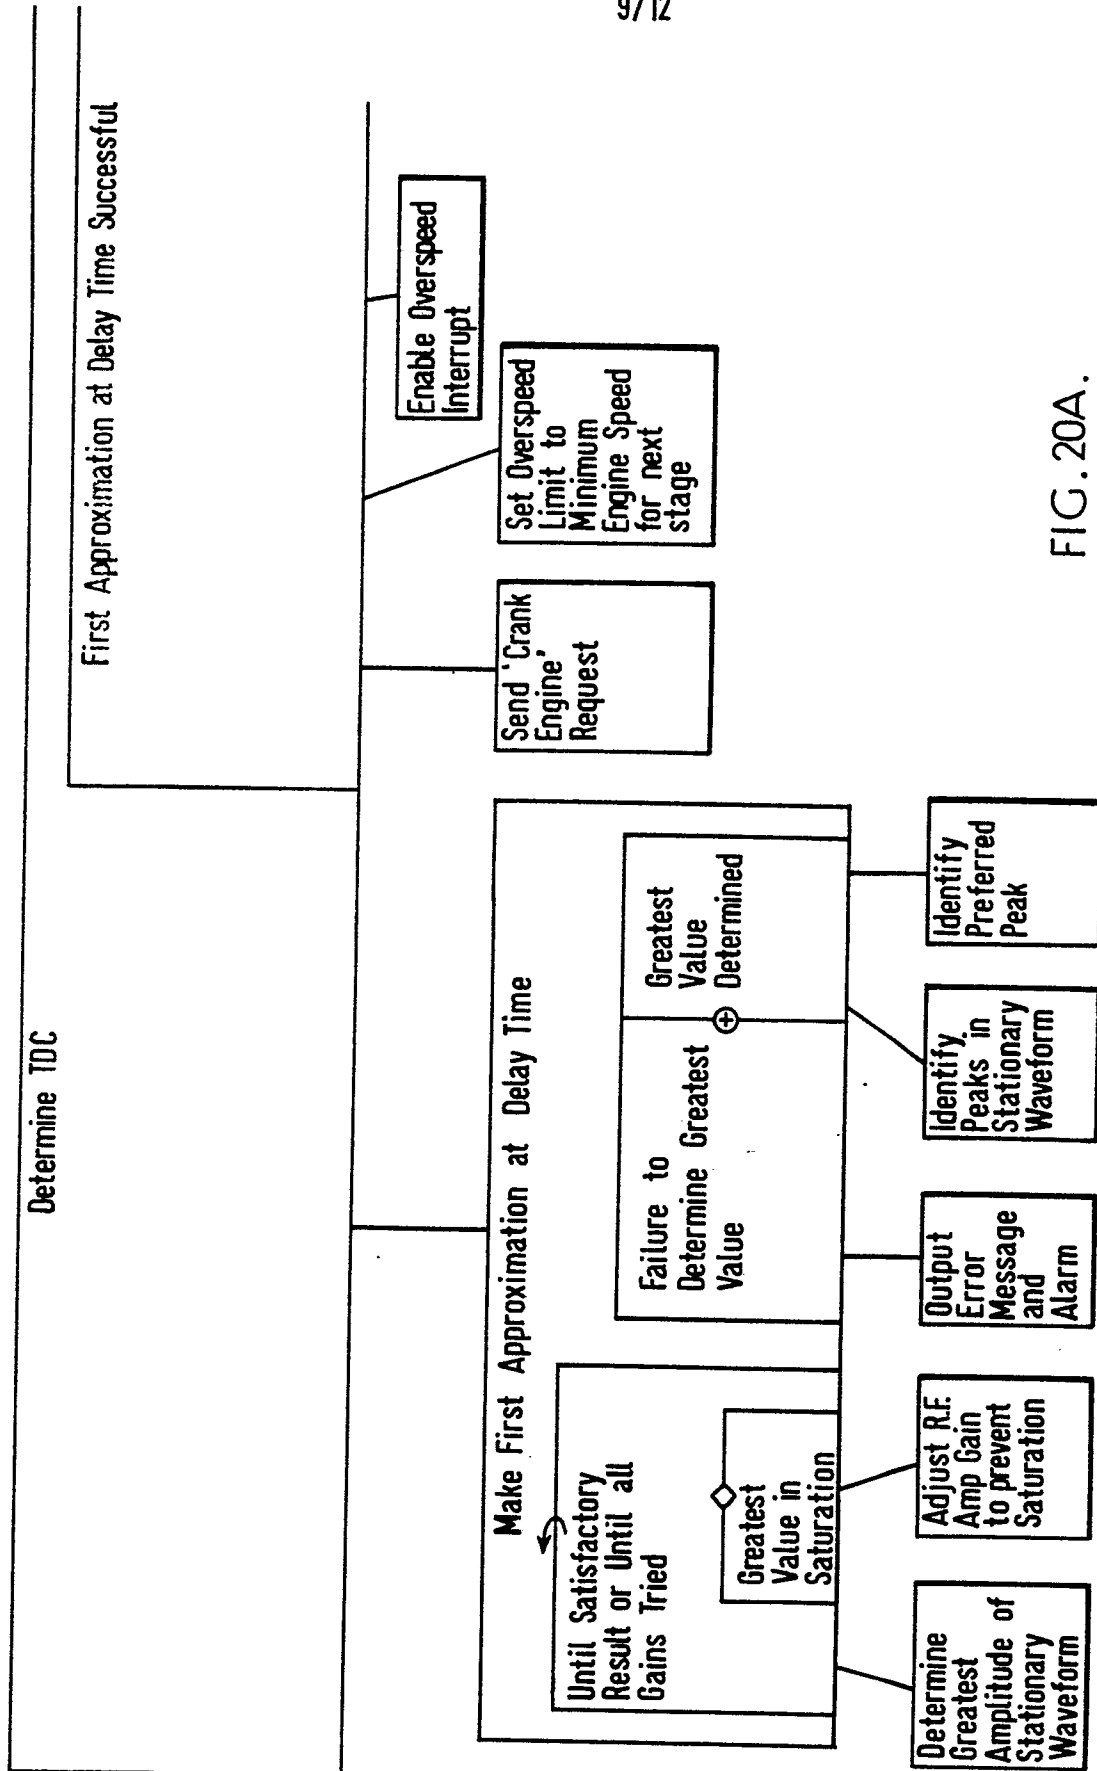 9/12
Determine TDC
First Approximation at Delay Time Successful
Make First Approximation at Delay Time
Until Satisfactory
Result or Until all
Gains Tried
Greatest
Value in
Saturation
Failure to
Determine Greatest
Value
Greatest
Value
Determined
Send 'Crank
Engine'
Request
Set Overspeed
Limit to
Minimum
Engine Speed
for next
stage
Enable Overspeed
Interrupt
Determine
Greatest
Amplitude of
Stationary
Waveform
Adjust R.F.
Amp Gain
to prevent
Saturation
Output
Error
Message
and
Alarm
Identify
Peaks in
Stationary
Waveform
Identify
Preferred
Peak
FIG. 20A.